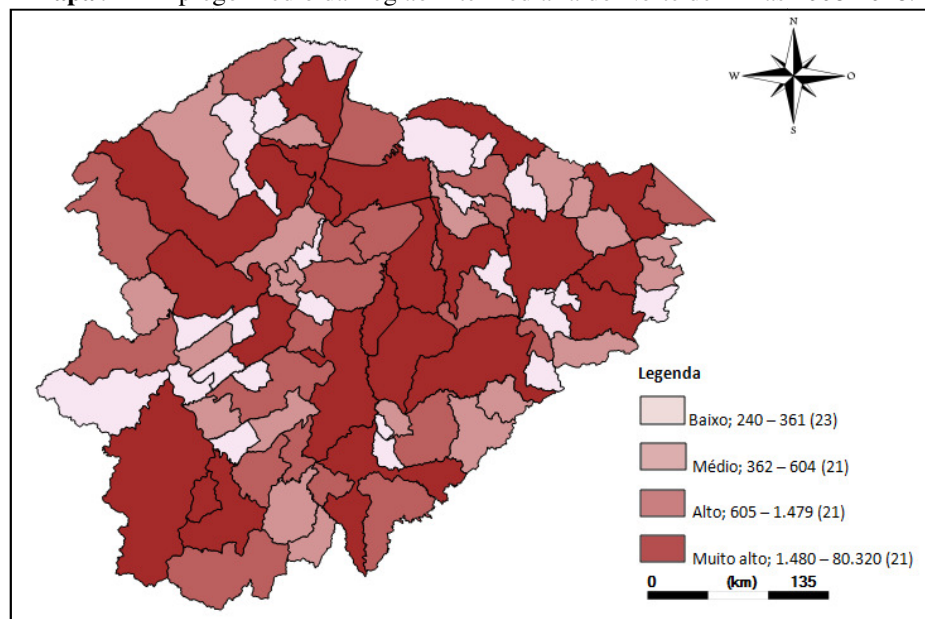 N
W O
S
Legenda
Baixo; 240 – 361 (23)
Médio; 362 – 604 (21)
Alto; 605 – 1.479 (21)
Muito alto; 1.480 – 80.320 (21)
0 (km) 135